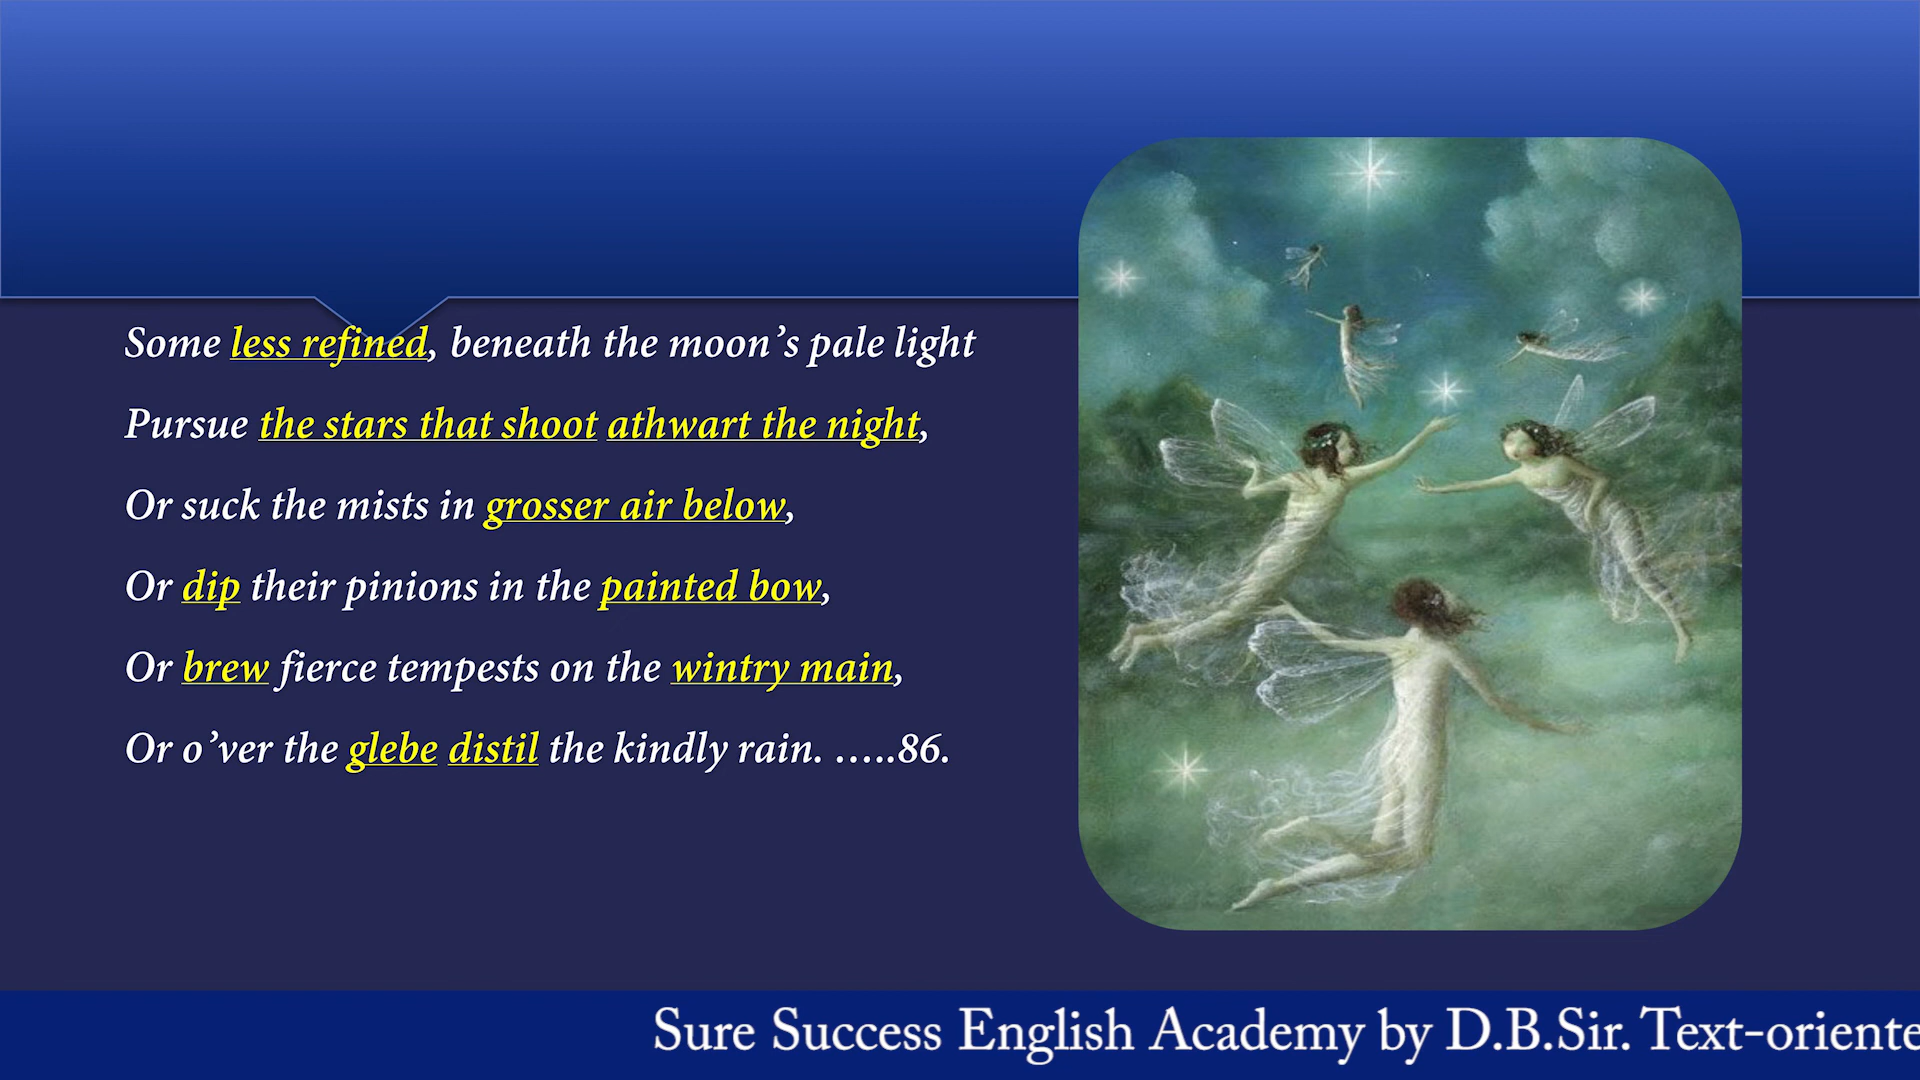 Some less refined, beneath the moon’s pale light
Pursue the stars that shoot athwart the night,
Or suck the mists in grosser air below,
Or dip their pinions in the painted bow,
Or brew fierce tempests on the wintry main,
Or o’ver the glebe distil the kindly rain. …..86.
Sure Success English Academy by D.B.Sir. Text-oriente